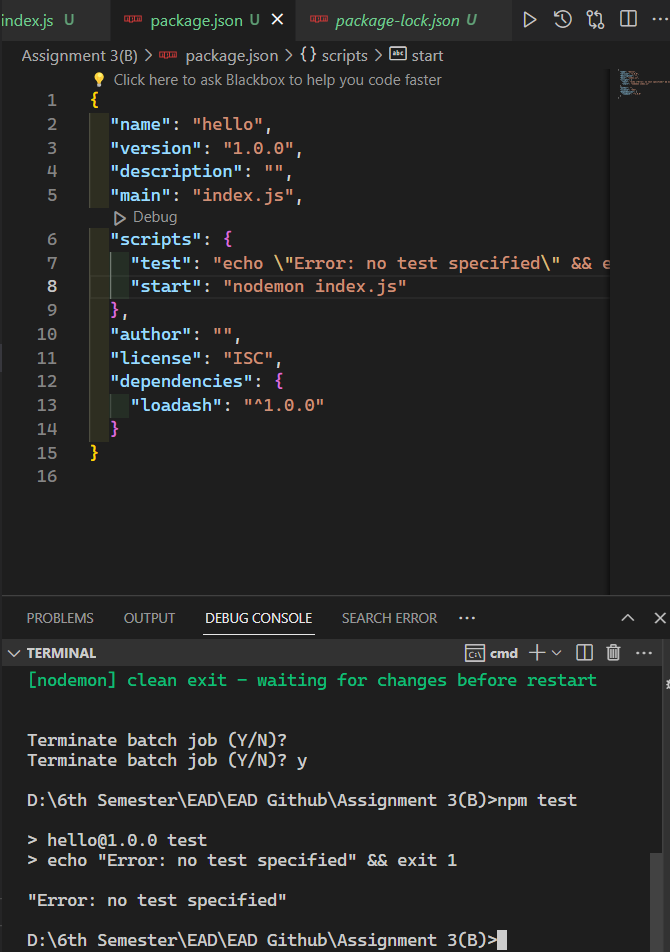 index.js U
package.json U
package-lock.json U
Assignment 3(B) > package.json > { } scripts > abc start
Click here to ask Blackbox to help you code faster
1 {
2 "name": "hello",
3 "version": "1.0.0",
4 "description": "",
5 "main": "index.js",
Debug
6 "scripts": {
7 "test": "echo \"Error: no test specified\" && e
8 "start": "nodemon index.js"
9 },
10 "author": "",
11 "license": "ISC",
12 "dependencies": {
13 "loadash": "^1.0.0"
14 }
15 }
16
PROBLEMS OUTPUT DEBUG CONSOLE SEARCH ERROR ···
TERMINAL cmd
[nodemon] clean exit - waiting for changes before restart
Terminate batch job (Y/N)?
Terminate batch job (Y/N)? y
D:\6th Semester\EAD\EAD Github\Assignment 3(B)>npm test
> hello@1.0.0 test
> echo "Error: no test specified" && exit 1
"Error: no test specified"
D:\6th Semester\EAD\EAD Github\Assignment 3(B)>